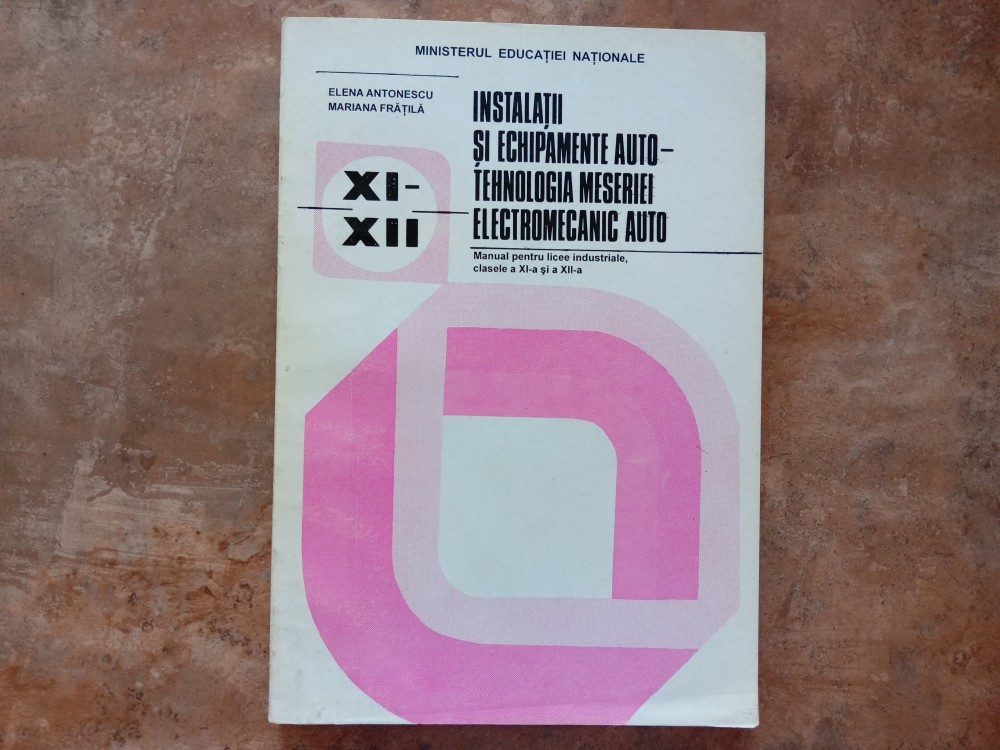 MINISTERUL EDUCAȚIEI NAȚIONALE
ELENA ANTONESCU
MARIANA FRĂȚILĂ
INSTALAȚII
ȘI ECHIPAMENTE AUTO–
TEHNOLOGIA MESERIEI
ELECTROMECANIC AUTO
XI–
XII
Manual pentru licee industriale,
clasele a XI-a și a XII-a